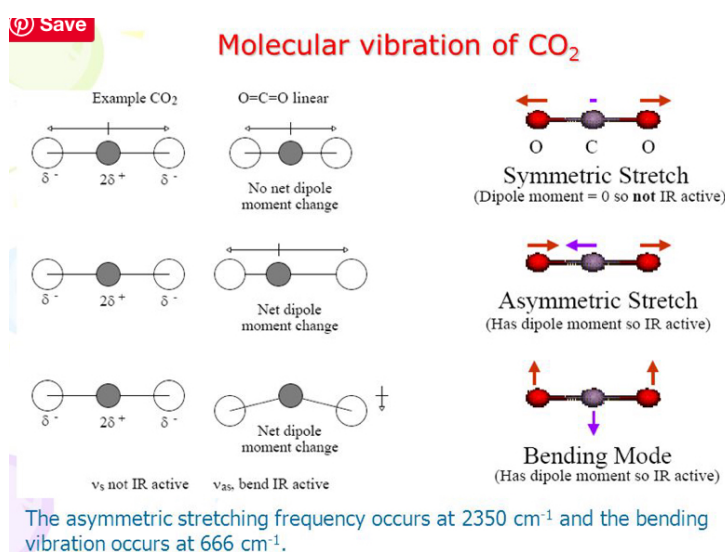 Save
Molecular vibration of CO₂
Example CO₂
O=C=O linear
δ⁻ 2δ⁺ δ⁻
No net dipole
moment change
O C O
Symmetric Stretch
(Dipole moment = 0 so not IR active)
δ⁻ 2δ⁺ δ⁻
Net dipole
moment change
Asymmetric Stretch
(Has dipole moment so IR active)
δ⁻ 2δ⁺ δ⁻
Net dipole
moment change
Bending Mode
(Has dipole moment so IR active)
νₛ not IR active
νₐₛ, bend IR active
The asymmetric stretching frequency occurs at 2350 cm⁻¹ and the bending
vibration occurs at 666 cm⁻¹.